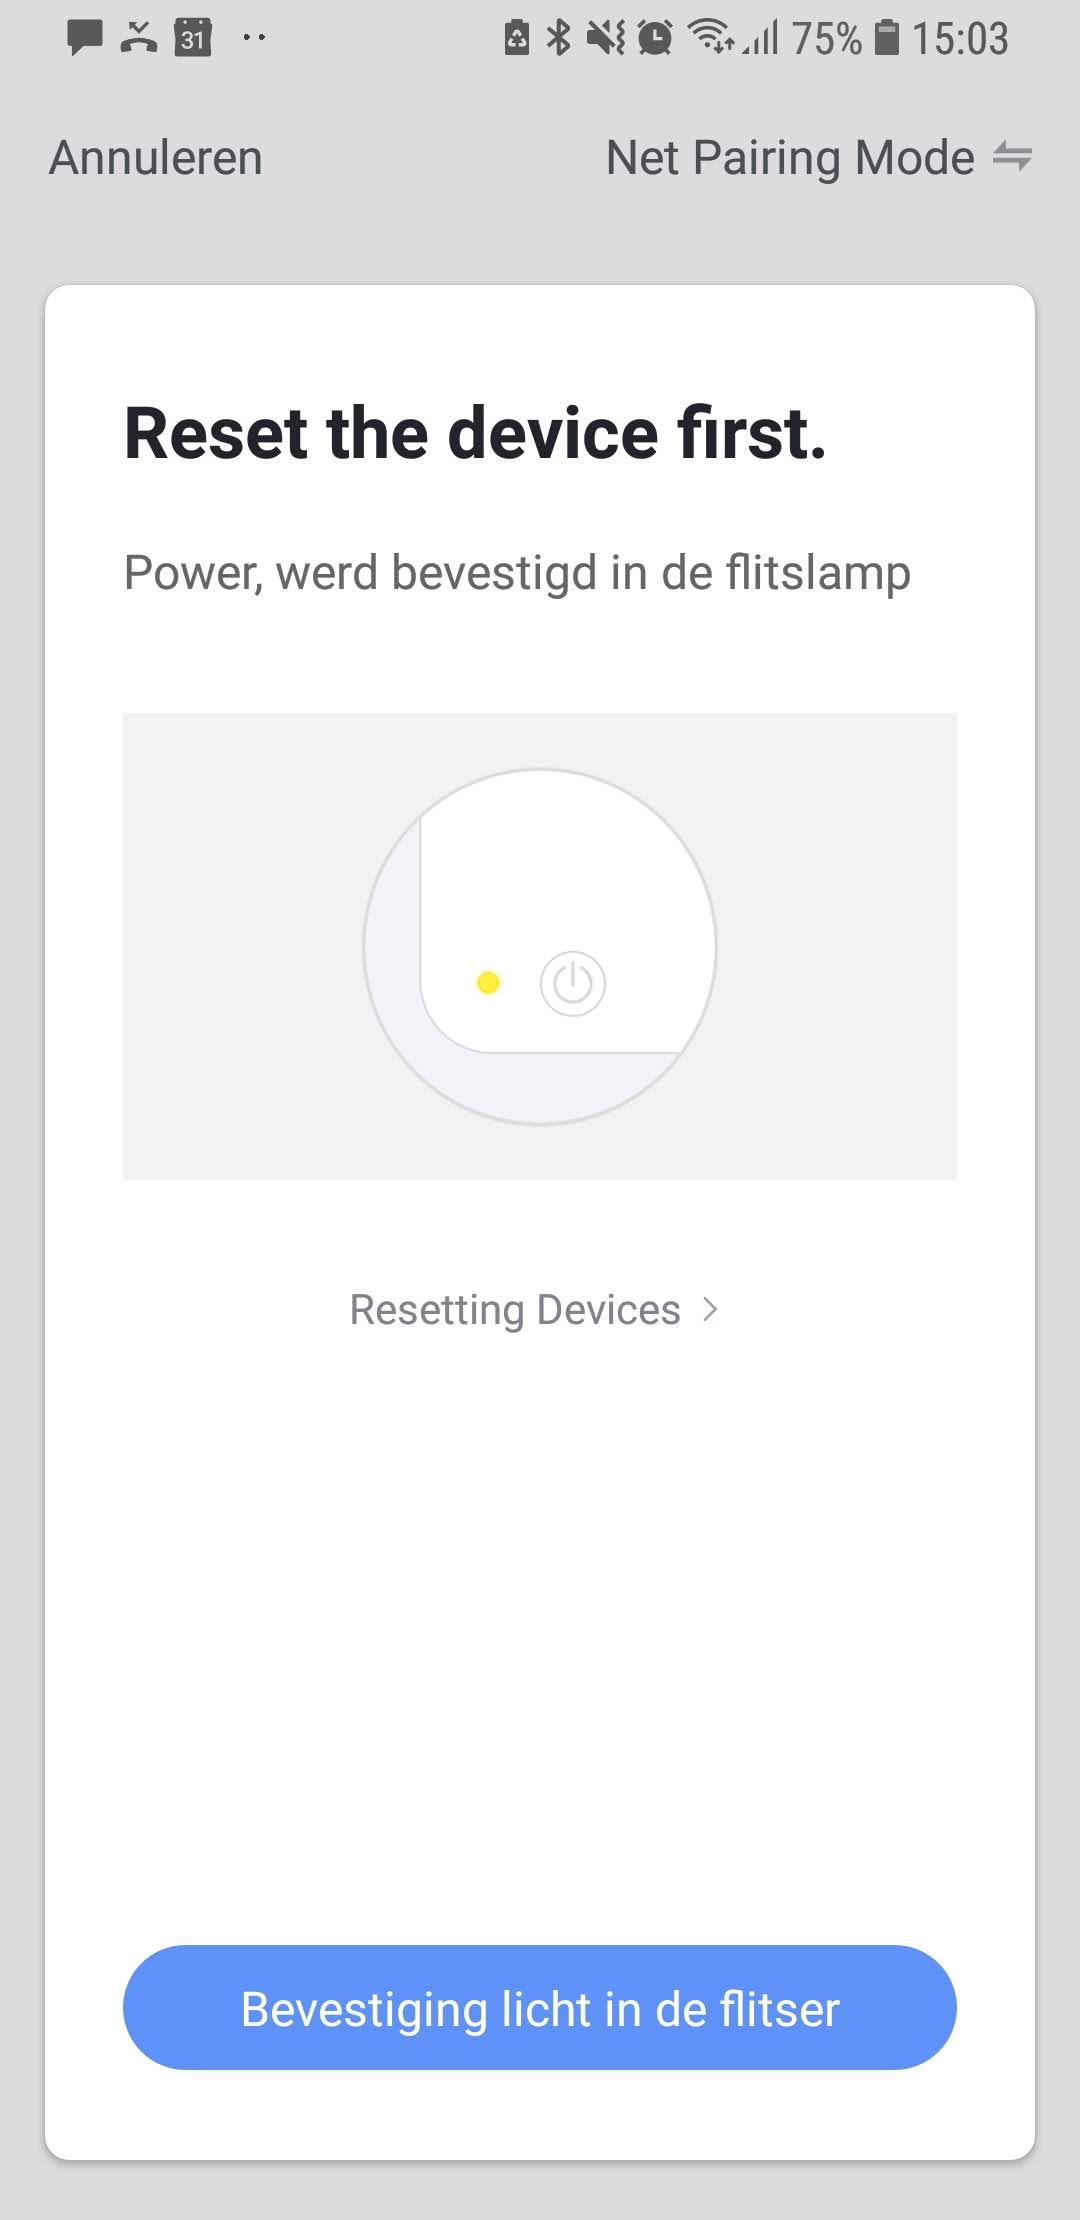 31 75% 15:03
Annuleren Net Pairing Mode
Reset the device first.
Power, werd bevestigd in de flitslamp
Resetting Devices
Bevestiging licht in de flitser